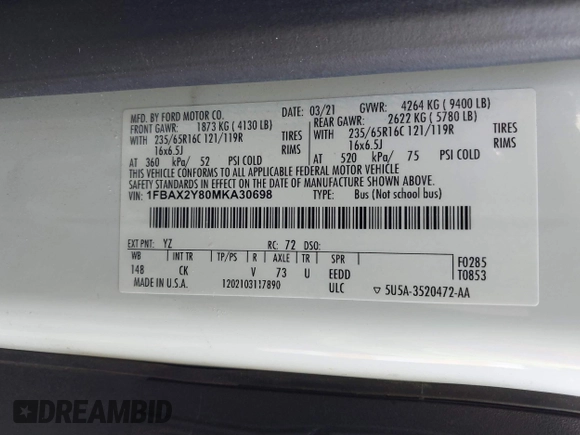 MFD. BY FORD MOTOR CO. DATE: 03/21 GVWR: 4264 KG ( 9400 LB)
FRONT GAWR: 1873 KG ( 4130 LB) REAR GAWR: 2622 KG ( 5780 LB)
WITH 235/65R16C 121/119R TIRES WITH 235/65R16C 121/119R TIRES
16x6.5J RIMS 16x6.5J RIMS
AT 360 kPa/ 52 PSI COLD AT 520 kPa/ 75 PSI COLD
THIS VEHICLE CONFORMS TO ALL APPLICABLE FEDERAL MOTOR VEHICLE
SAFETY STANDARDS IN EFFECT ON THE DATE OF MANUFACTURE SHOWN ABOVE.
VIN: 1FBAX2Y80MKA30698 TYPE: Bus (Not school bus)
EXT PNT: YZ RC: 72 DSO:
WB INT TR TP/PS R AXLE TR SPR F0285
148 CK V 73 U EEDD T0853
MADE IN U.S.A. 1202103117890 ULC ▽ 5U5A-3520472-AA
DREAMBID